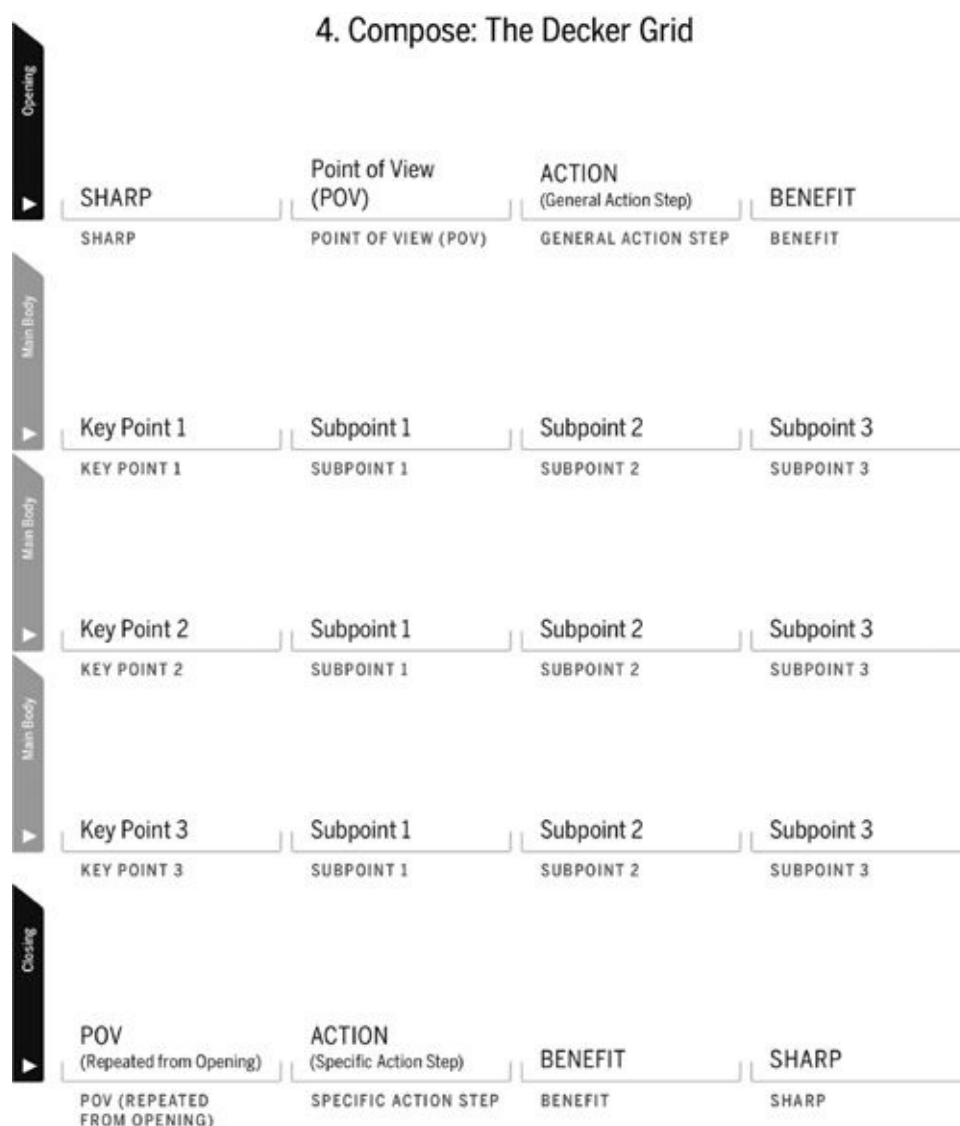 4. Compose: The Decker Grid
Opening
SHARP
Point of View
(POV)
ACTION
(General Action Step)
BENEFIT
SHARP
POINT OF VIEW (POV)
GENERAL ACTION STEP
BENEFIT
Main Body
Key Point 1
Subpoint 1
Subpoint 2
Subpoint 3
KEY POINT 1
SUBPOINT 1
SUBPOINT 2
SUBPOINT 3
Main Body
Key Point 2
Subpoint 1
Subpoint 2
Subpoint 3
KEY POINT 2
SUBPOINT 1
SUBPOINT 2
SUBPOINT 3
Main Body
Key Point 3
Subpoint 1
Subpoint 2
Subpoint 3
KEY POINT 3
SUBPOINT 1
SUBPOINT 2
SUBPOINT 3
Closing
POV
(Repeated from Opening)
ACTION
(Specific Action Step)
BENEFIT
SHARP
POV (REPEATED
FROM OPENING)
SPECIFIC ACTION STEP
BENEFIT
SHARP